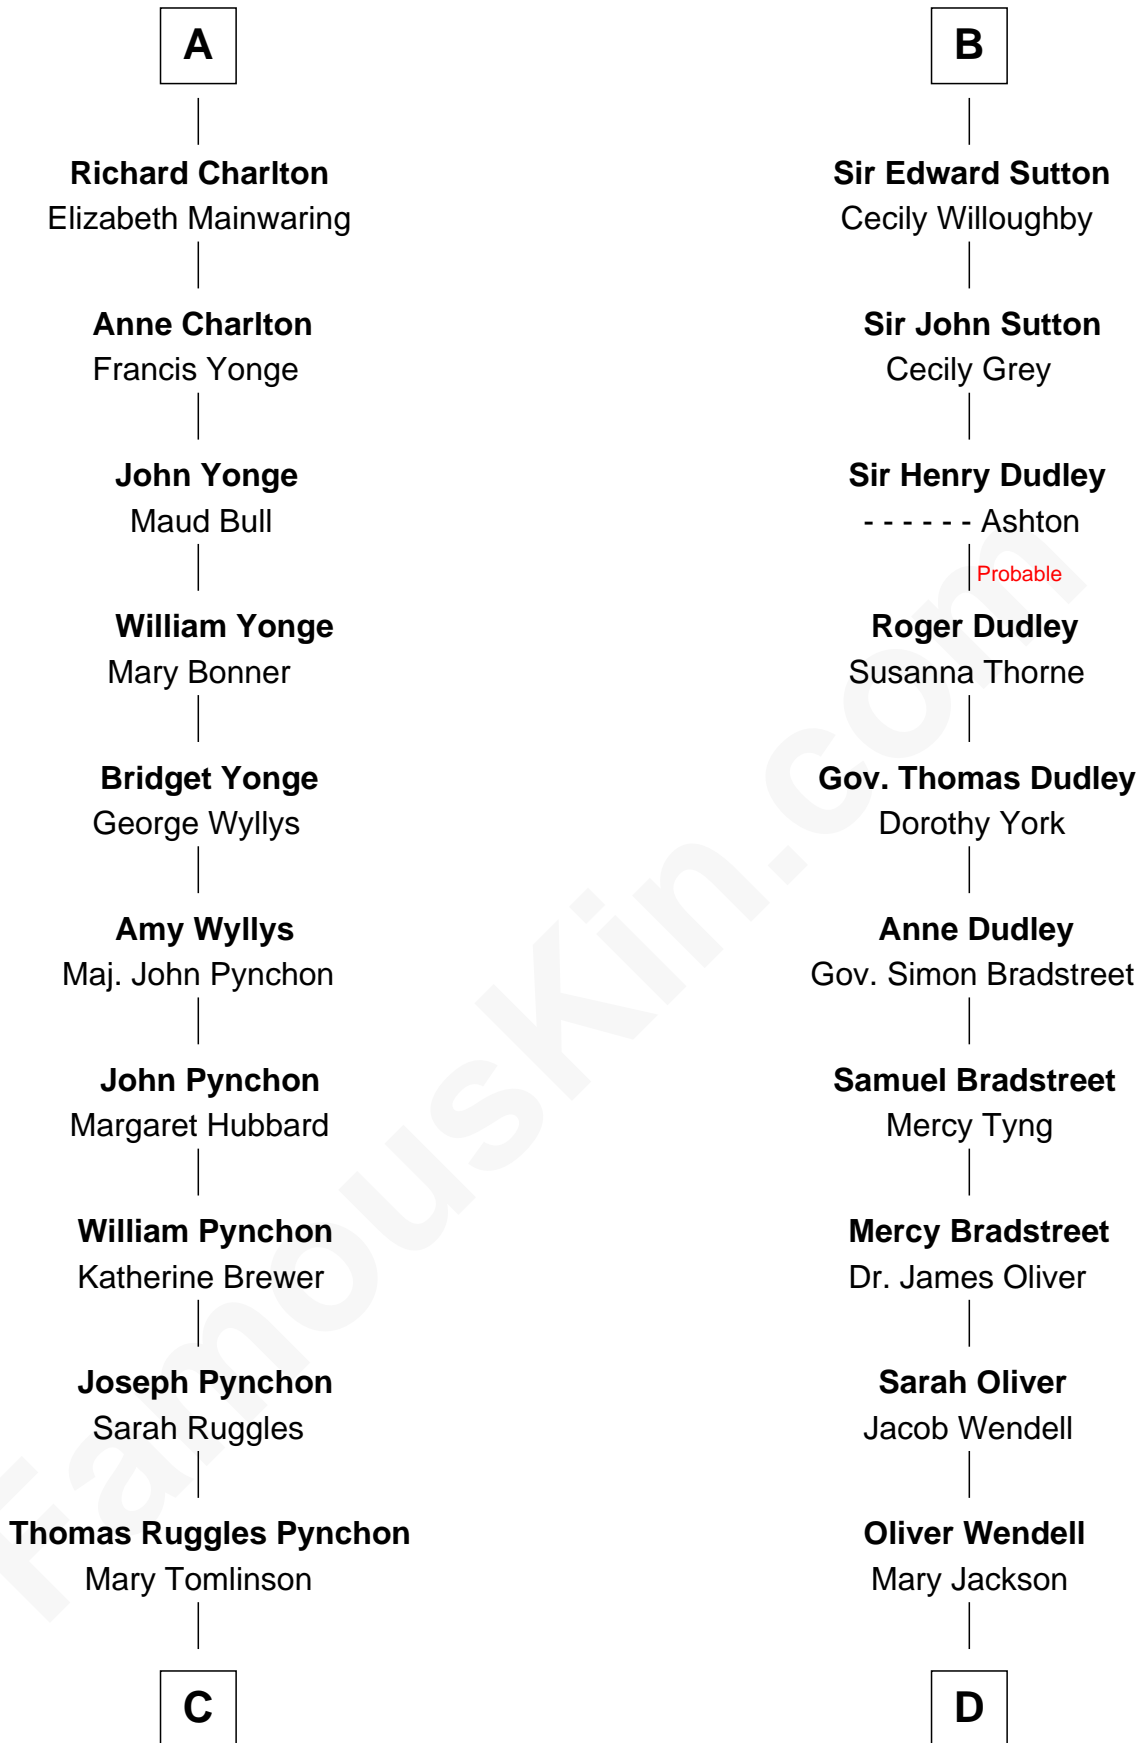 A
Richard Charlton
Elizabeth Mainwaring
Anne Charlton
Francis Yonge
John Yonge
Maud Bull
William Yonge
Mary Bonner
Bridget Yonge
George Wyllys
Amy Wyllys
Maj. John Pynchon
John Pynchon
Margaret Hubbard
William Pynchon
Katherine Brewer
Joseph Pynchon
Sarah Ruggles
Thomas Ruggles Pynchon
Mary Tomlinson
C
B
Sir Edward Sutton
Cecily Willoughby
Sir John Sutton
Cecily Grey
Sir Henry Dudley
- - - - - - Ashton
Probable
Roger Dudley
Susanna Thorne
Gov. Thomas Dudley
Dorothy York
Anne Dudley
Gov. Simon Bradstreet
Samuel Bradstreet
Mercy Tyng
Mercy Bradstreet
Dr. James Oliver
Sarah Oliver
Jacob Wendell
Oliver Wendell
Mary Jackson
D
FamousKin.com